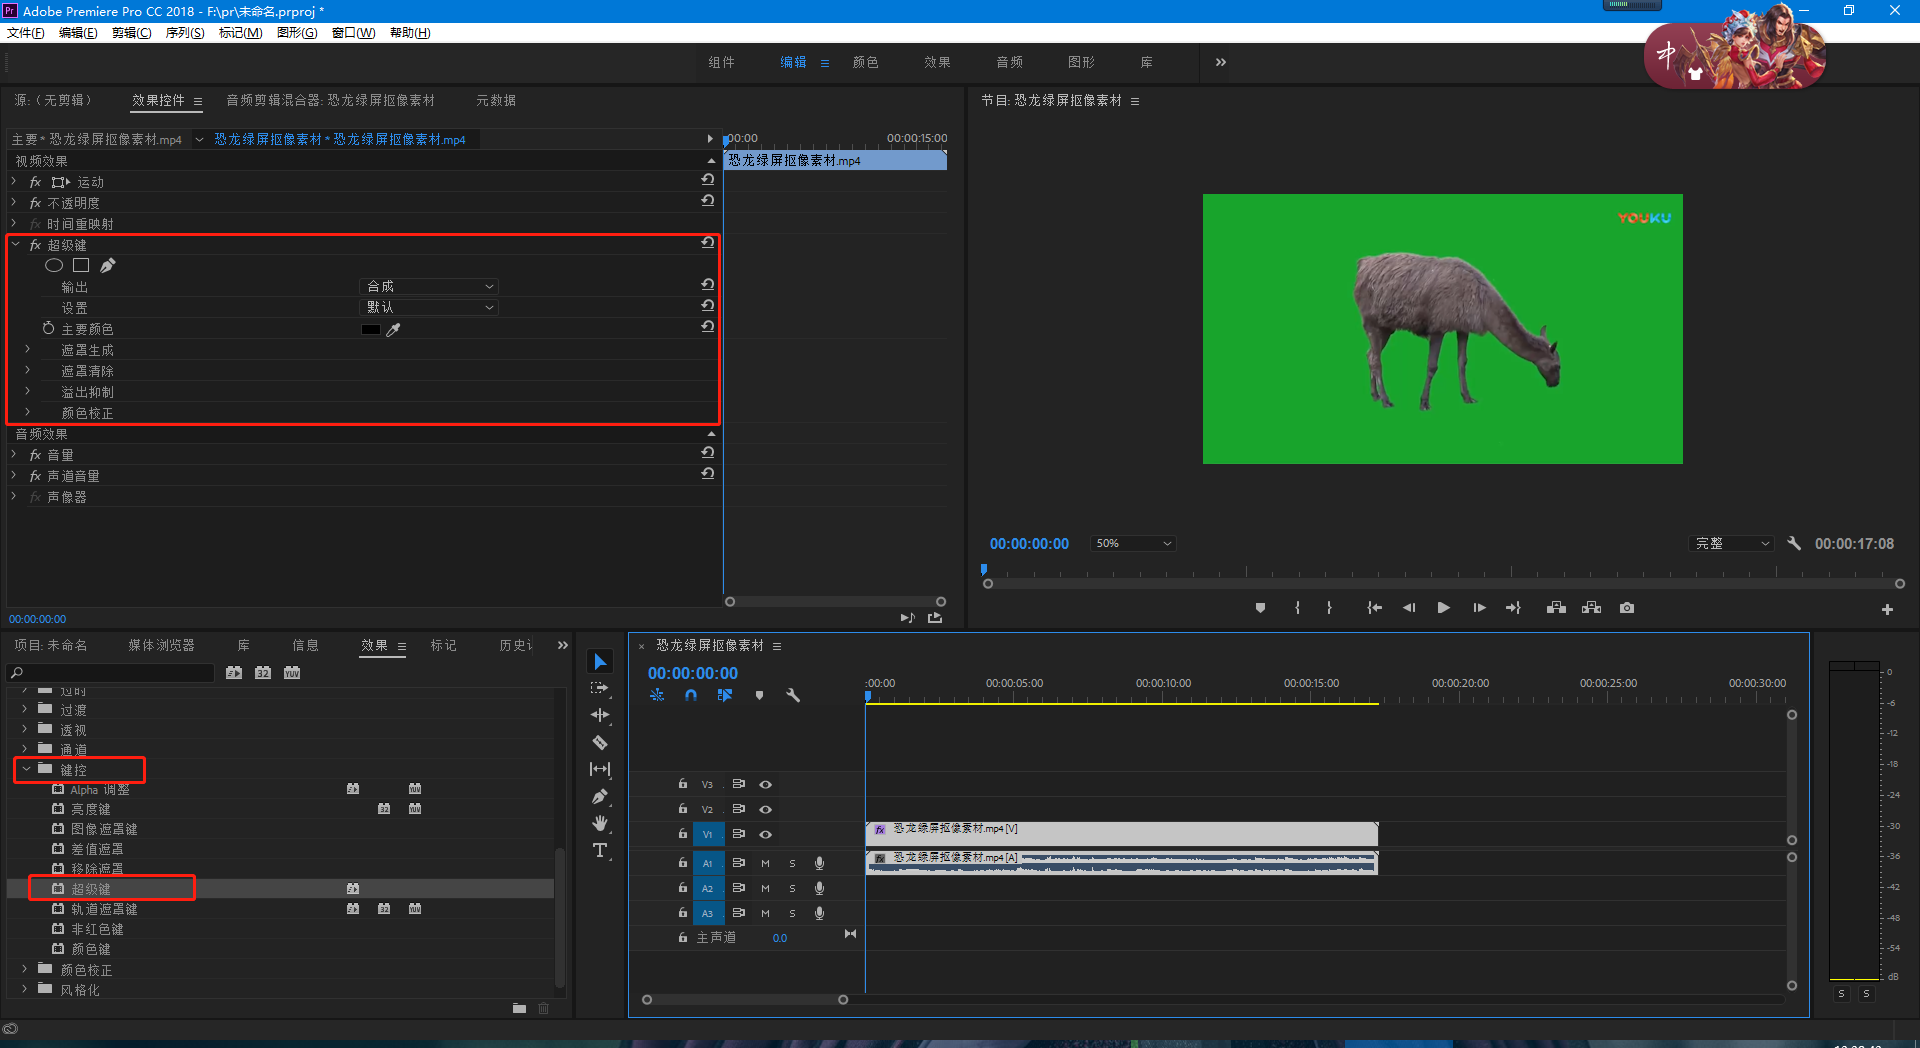 Adobe Premiere Pro CC 2018 - F:\pr\未命名.prproj *
文件(F) 编辑(E) 剪辑(C) 序列(S) 标记(M) 图形(G) 窗口(W) 帮助(H)
中
组件 编辑 颜色 效果 音频 图形 库
源:（无剪辑） 效果控件 音频剪辑混合器: 恐龙绿屏抠像素材 元数据
主要 * 恐龙绿屏抠像素材.mp4 恐龙绿屏抠像素材 * 恐龙绿屏抠像素材.mp4
:00:00 00:00:15:00
视频效果
恐龙绿屏抠像素材.mp4
fx 运动
fx 不透明度
fx 时间重映射
fx 超级键
输出 合成
设置 默认
主要颜色
遮罩生成
遮罩清除
溢出抑制
颜色校正
音频效果
fx 音量
fx 声道音量
fx 声像器
00:00:00:00
节目: 恐龙绿屏抠像素材
YOUKU
00:00:00:00 50% 完整 00:00:17:08
项目: 未命名 媒体浏览器 库 信息 效果 标记 历史
32 YUV
过时
过渡
透视
通道
键控
Alpha 调整 YUV
亮度键 32 YUV
图像遮罩键
差值遮罩
移除遮罩
超级键
轨道遮罩键 32 YUV
非红色键
颜色键
颜色校正
风格化
恐龙绿屏抠像素材
00:00:00:00
:00:00 00:00:05:00 00:00:10:00 00:00:15:00 00:00:20:00 00:00:25:00 00:00:30:00
V3
V2
V1 fx 恐龙绿屏抠像素材.mp4 [V]
A1 M S fx 恐龙绿屏抠像素材.mp4 [A]
A2 M S
A3 M S
主声道 0.0
0
-6
-12
-18
-24
-30
-36
-42
-48
-54
dB
S S